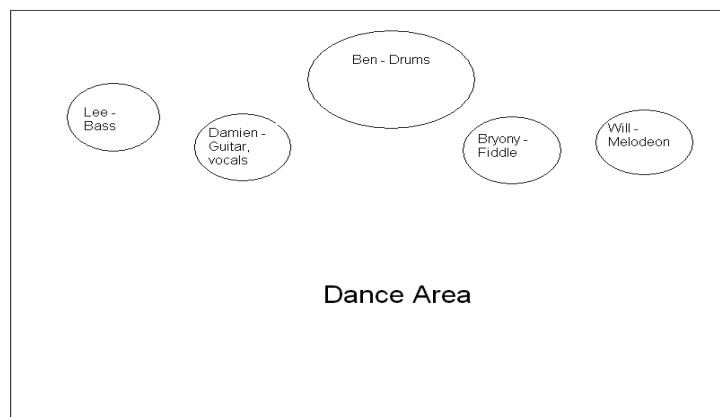 Ben - Drums
Lee -
Bass
Damien -
Guitar,
vocals
Bryony -
Fiddle
Will -
Melodeon
Dance Area